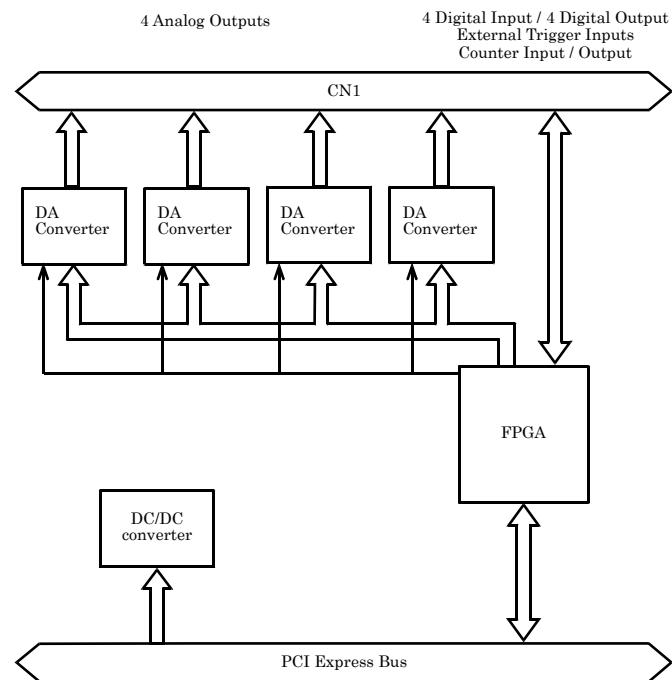 4 Analog Outputs
4 Digital Input / 4 Digital Output
External Trigger Inputs
Counter Input / Output
CN1
DA
Converter
DA
Converter
DA
Converter
DA
Converter
FPGA
DC/DC
converter
PCI Express Bus